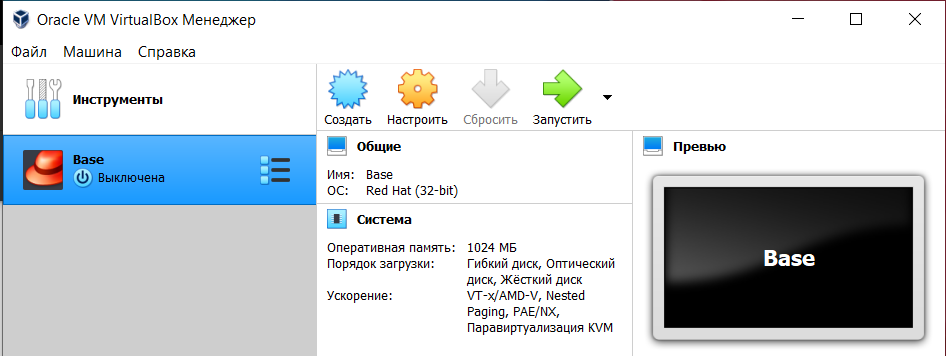 Oracle VM VirtualBox Менеджер
Файл Машина Справка
Инструменты
Base
Выключена
Создать Настроить Сбросить Запустить
Общие
Имя: Base
ОС: Red Hat (32-bit)
Система
Оперативная память: 1024 МБ
Порядок загрузки: Гибкий диск, Оптический
диск, Жёсткий диск
Ускорение: VT-x/AMD-V, Nested
Paging, PAE/NX,
Паравиртуализация KVM
Превью
Base